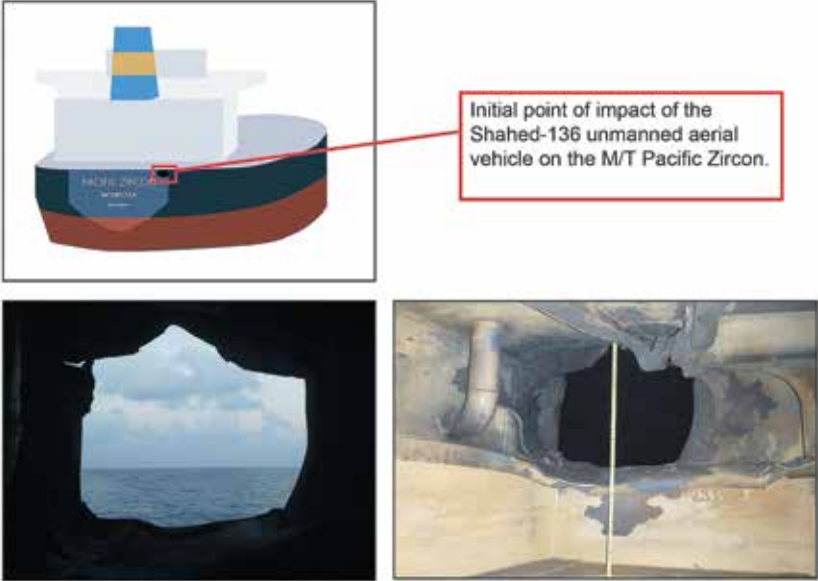 Initial point of impact of the
Shahed-136 unmanned aerial
vehicle on the M/T Pacific Zircon.
PACIFIC ZIRCON